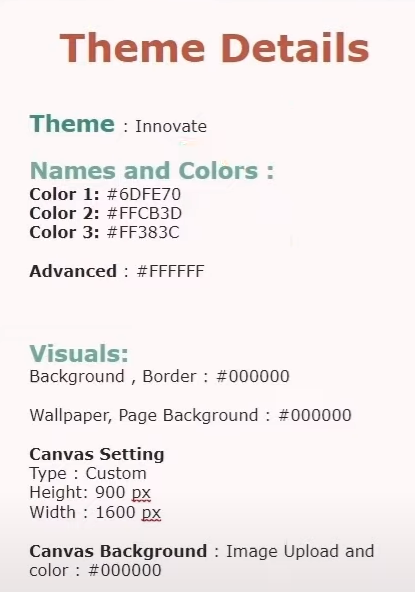 Theme Details
Theme : Innovate
Names and Colors :
Color 1: #6DFE70
Color 2: #FFCB3D
Color 3: #FF383C
Advanced : #FFFFFF
Visuals:
Background , Border : #000000
Wallpaper, Page Background : #000000
Canvas Setting
Type : Custom
Height: 900 px
Width : 1600 px
Canvas Background : Image Upload and
color : #000000